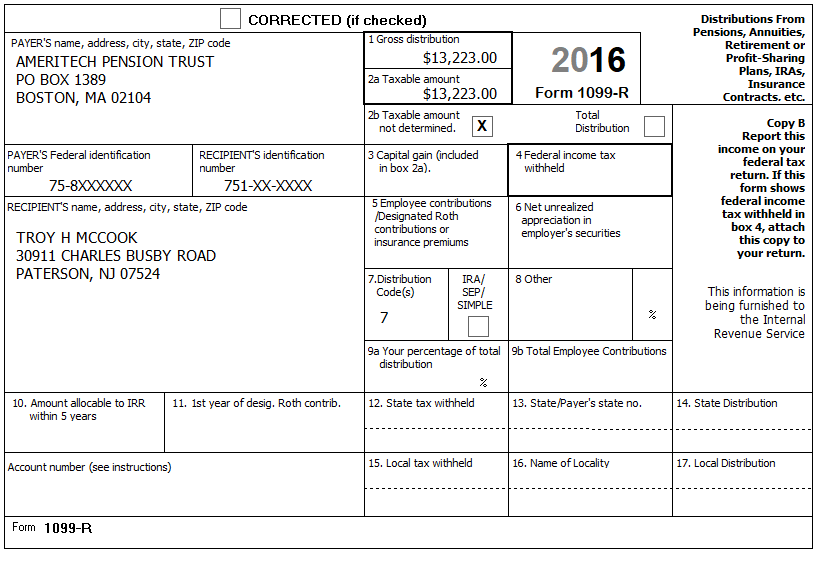 CORRECTED (if checked)
PAYER'S name, address, city, state, ZIP code
AMERITECH PENSION TRUST
PO BOX 1389
BOSTON, MA 02104
1 Gross distribution
$13,223.00
2a Taxable amount
$13,223.00
2016
Form 1099-R
Distributions From
Pensions, Annuities,
Retirement or
Profit-Sharing
Plans, IRAs,
Insurance
Contracts. etc.
2b Taxable amount
not determined.
X
Total
Distribution
Copy B
Report this
income on your
federal tax
return. If this
form shows
federal income
tax withheld in
box 4, attach
this copy to
your return.
This information is
being furnished to
the Internal
Revenue Service
PAYER'S Federal identification
number
75-8XXXXXX
RECIPIENT'S identification
number
751-XX-XXXX
3 Capital gain (included
in box 2a).
4 Federal income tax
withheld
RECIPIENT'S name, address, city, state, ZIP code
TROY H MCCOOK
30911 CHARLES BUSBY ROAD
PATERSON, NJ 07524
5 Employee contributions
/Designated Roth
contributions or
insurance premiums
6 Net unrealized
appreciation in
employer's securities
7.Distribution
Code(s)
7
IRA/
SEP/
SIMPLE
8 Other
%
9a Your percentage of total
distribution
%
9b Total Employee Contributions
10. Amount allocable to IRR
within 5 years
11. 1st year of desig. Roth contrib.
12. State tax withheld
13. State/Payer's state no.
14. State Distribution
Account number (see instructions)
15. Local tax withheld
16. Name of Locality
17. Local Distribution
Form 1099-R